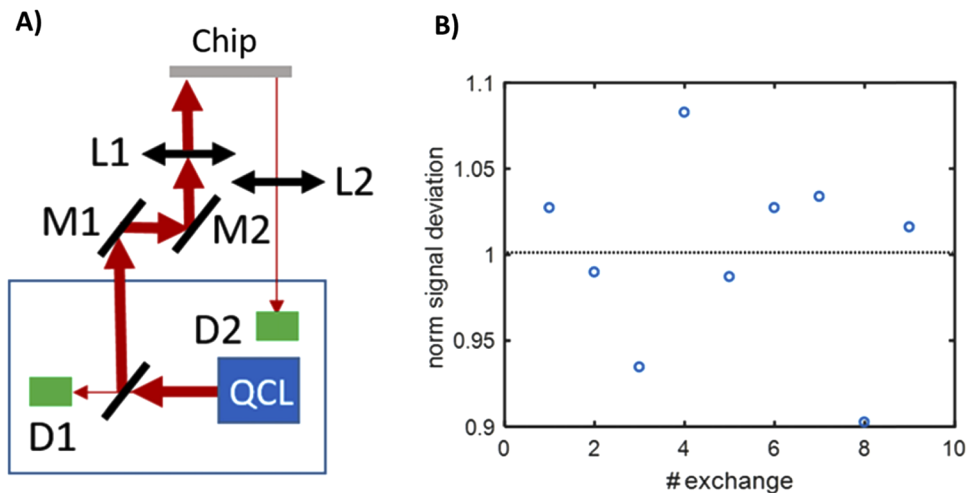 A)
Chip
L1
L2
M1
M2
D2
QCL
D1
B)
norm signal deviation
1.1
1.05
1
0.95
0.9
0
2
4
6
8
10
# exchange